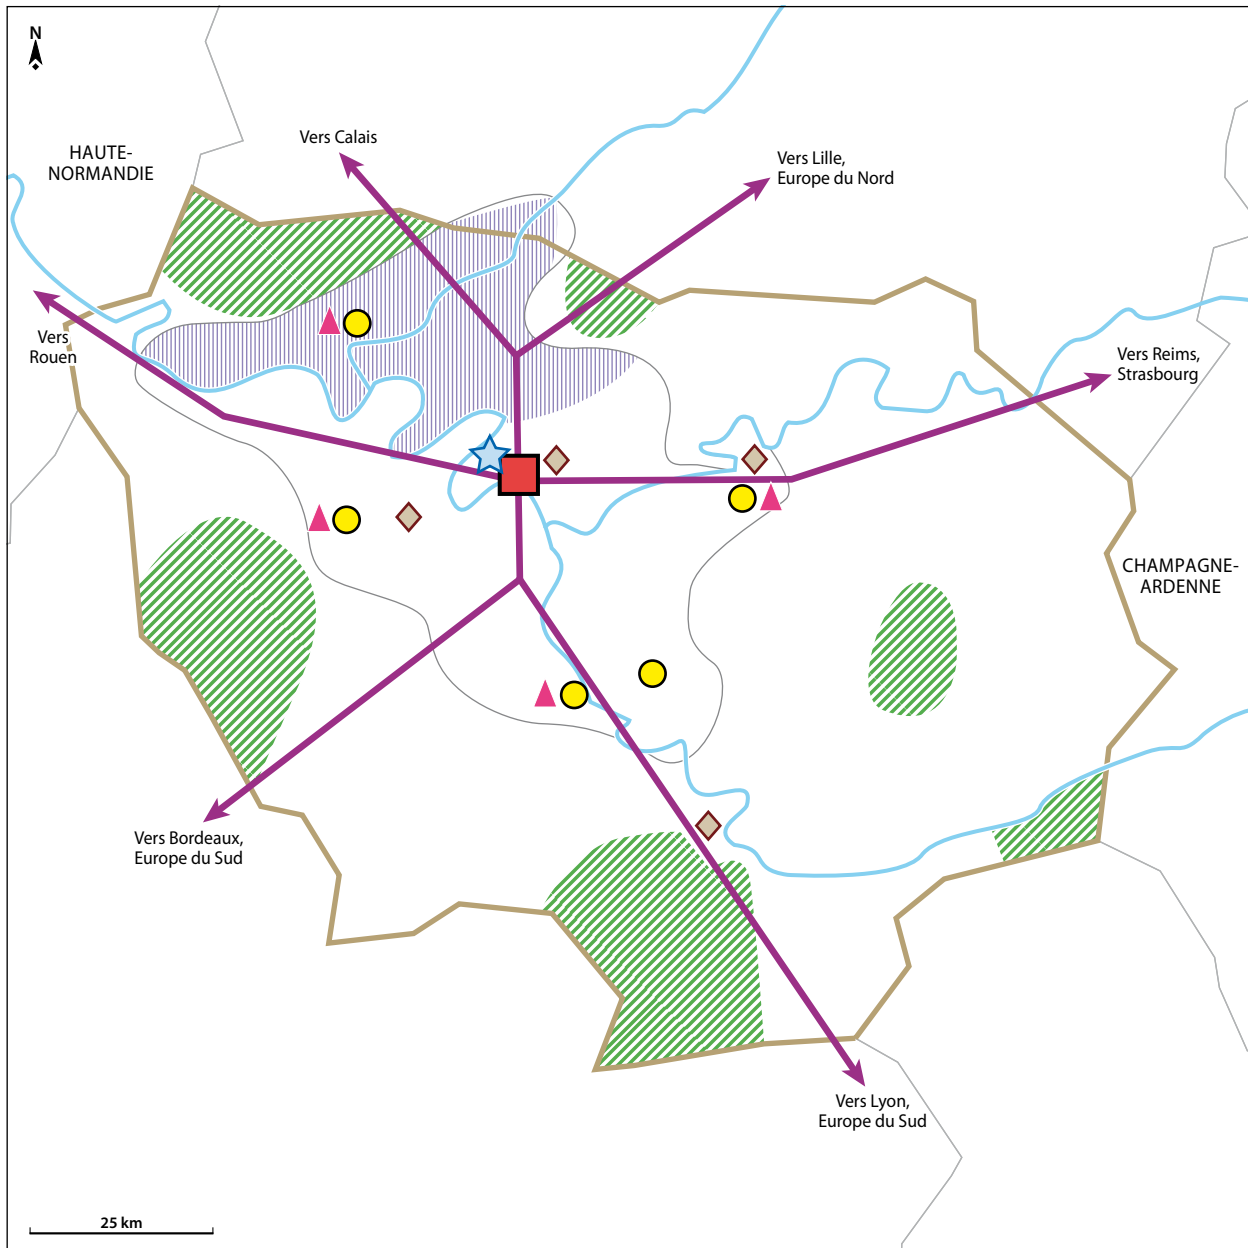 N
HAUTE-
NORMANDIE
Vers Calais
Vers Lille,
Europe du Nord
Vers
Rouen
Vers Reims,
Strasbourg
CHAMPAGNE-
ARDENNE
Vers Bordeaux,
Europe du Sud
Vers Lyon,
Europe du Sud
25 km